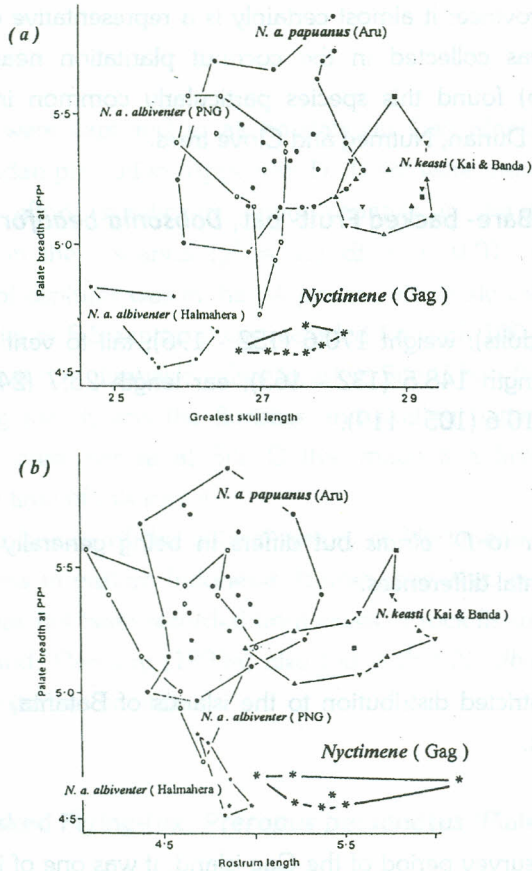 (a)
N. a. papuanus (Aru)
N. a. albiventer ( PNG)
N. keasti ( Kai & Banda )
N. a. albiventer ( Halmahera )
Nyctimene ( Gag )
Palate breadth at P⁴P⁴
5·5
5·0
4·5
2 5
27
29
Greatest skull length
(b)
N. a. papuanus (Aru)
N. keasti ( Kai & Banda )
N. a. albiventer ( PNG )
Nyctimene ( Gag )
N. a. albiventer ( Halmahera )
Palate breadth at P⁴P⁴
5·5
5·0
4·5
4·5
5·5
Rostrum length